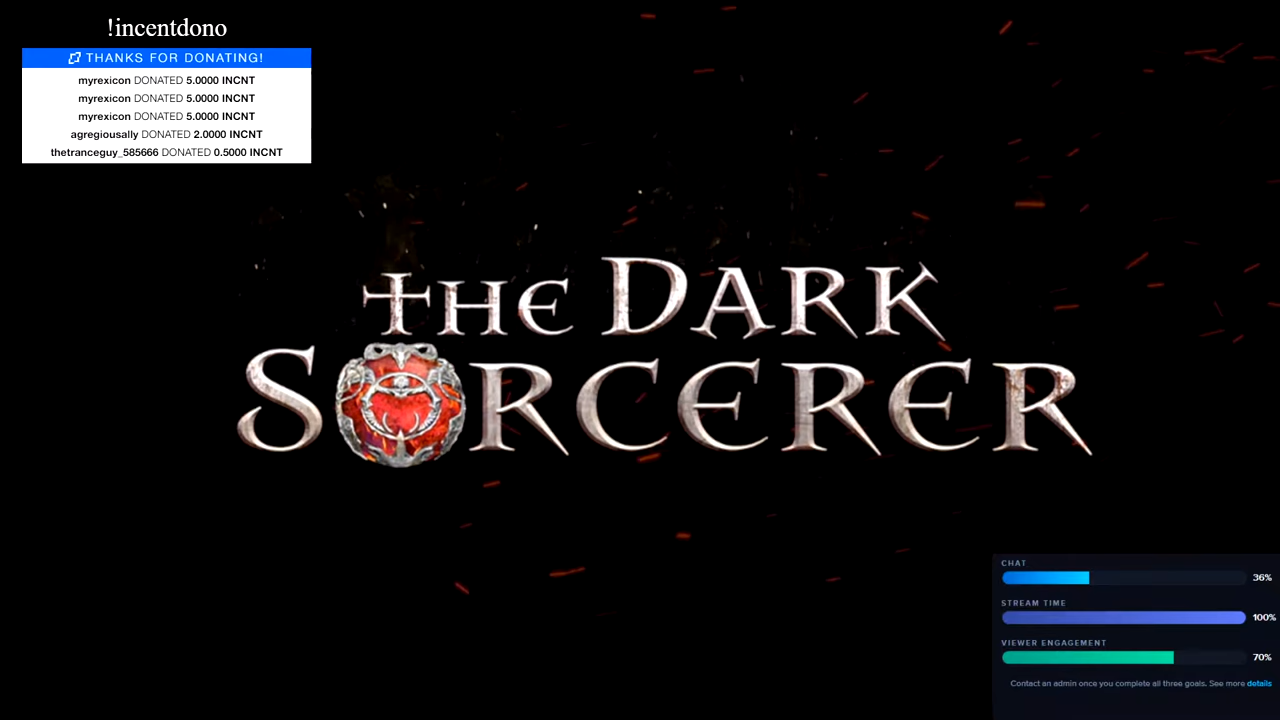 !incentdono
THANKS FOR DONATING!
myrexicon DONATED 5.0000 INCNT
myrexicon DONATED 5.0000 INCNT
myrexicon DONATED 5.0000 INCNT
agregiousally DONATED 2.0000 INCNT
thetranceguy_585666 DONATED 0.5000 INCNT
THE DARK
SORCERER
CHAT
36%
STREAM TIME
100%
VIEWER ENGAGEMENT
70%
Contact an admin once you complete all three goals. See more details